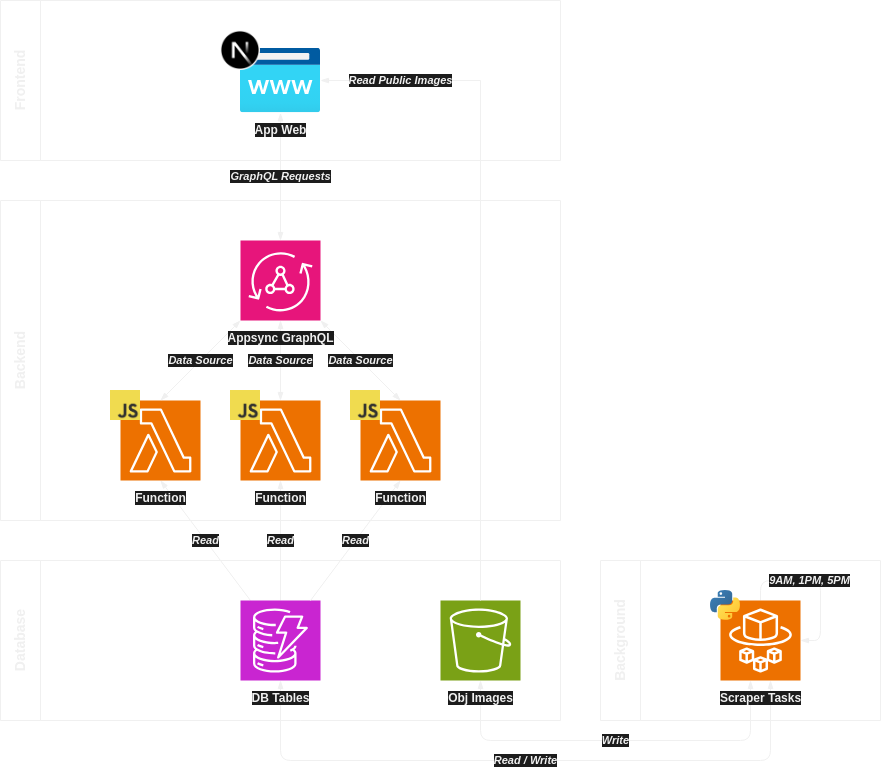 Frontend
N
WWW
App Web
Read Public Images
GraphQL Requests
Backend
Appsync GraphQL
Data Source
Data Source
Data Source
JS
JS
JS
Function
Function
Function
Read
Read
Read
Database
DB Tables
Obj Images
Background
9AM, 1PM, 5PM
Scraper Tasks
Write
Read / Write